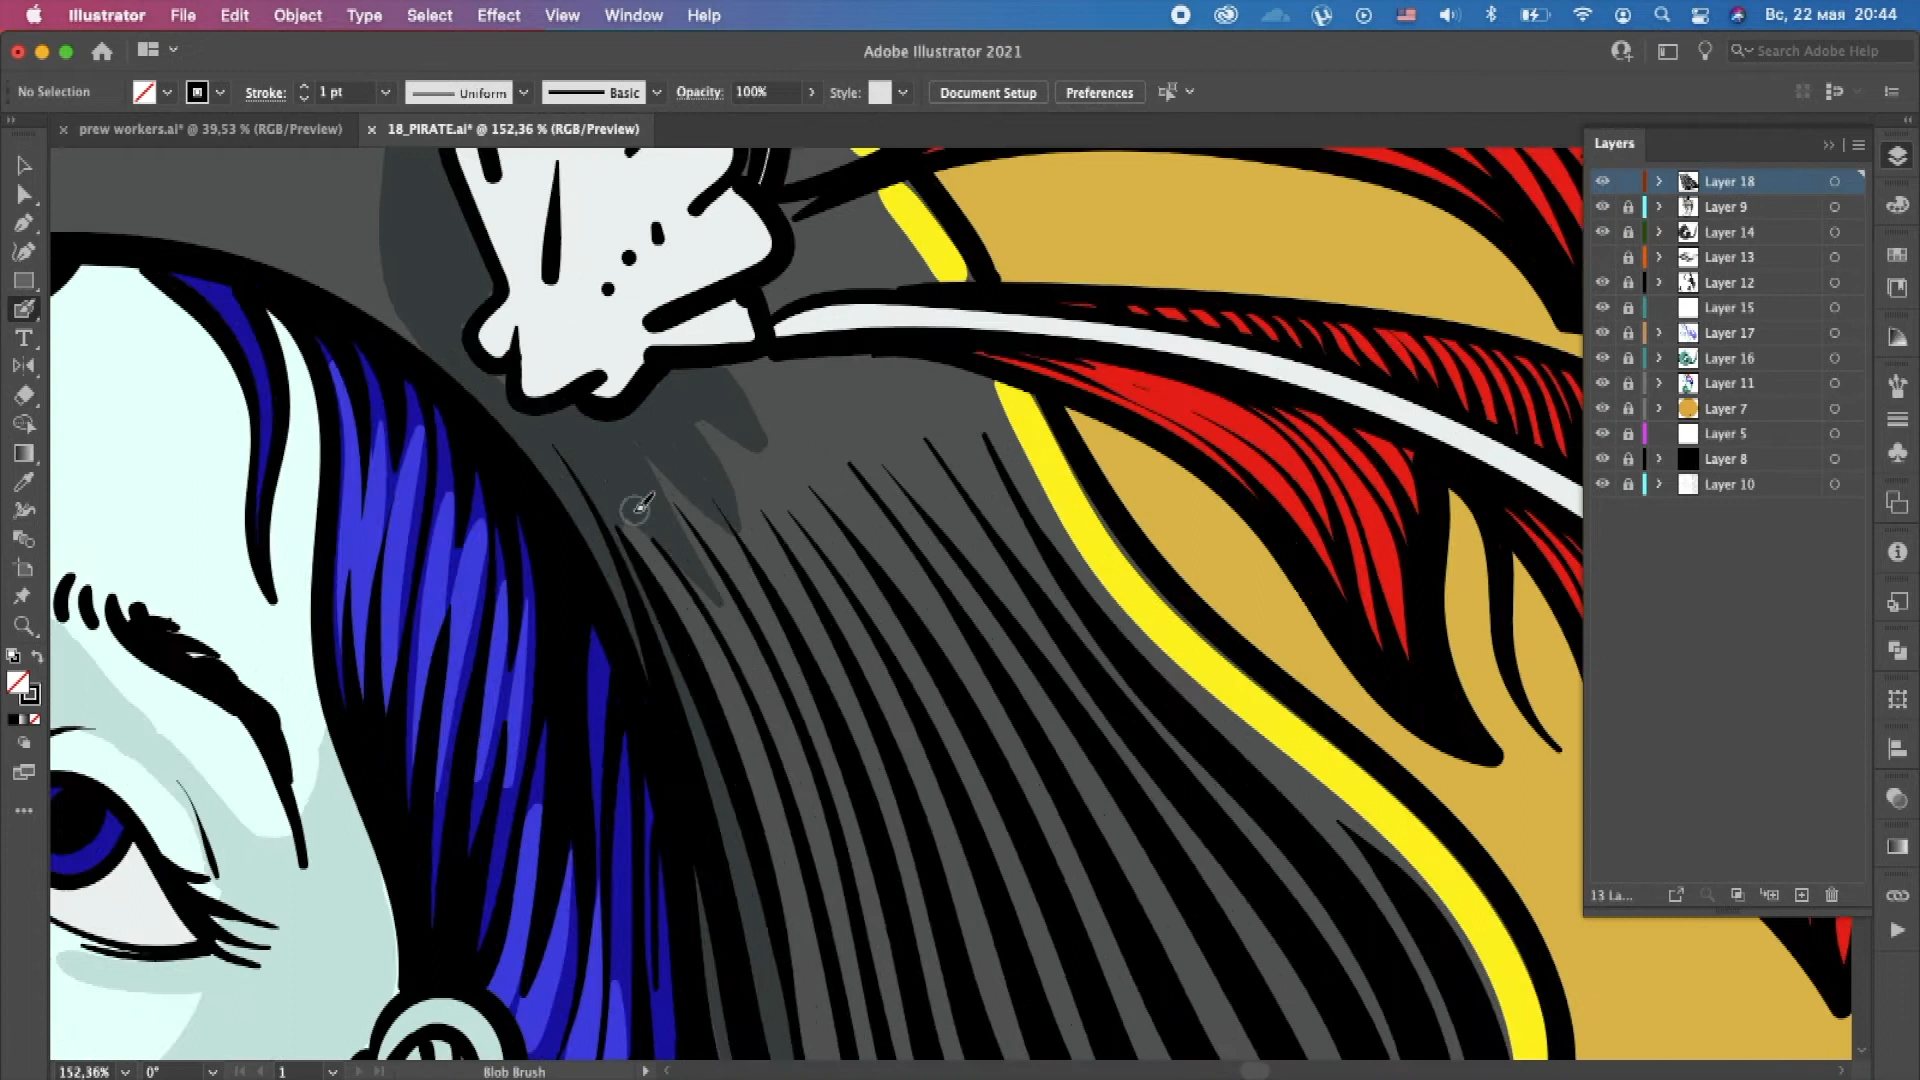 Illustrator File Edit Object Type Select Effect View Window Help Вс, 22 мая 20:44
Adobe Illustrator 2021 Search Adobe Help
No Selection Stroke: 1 pt Uniform Basic Opacity: 100% Style: Document Setup Preferences
prew workers.ai* @ 39,53 % (RGB/Preview) 18_PIRATE.ai* @ 152,36 % (RGB/Preview)
Layers
Layer 18
Layer 9
Layer 14
Layer 13
Layer 12
Layer 15
Layer 17
Layer 16
Layer 11
Layer 7
Layer 5
Layer 8
Layer 10
13 La...
152,36% 0° 1 Blob Brush